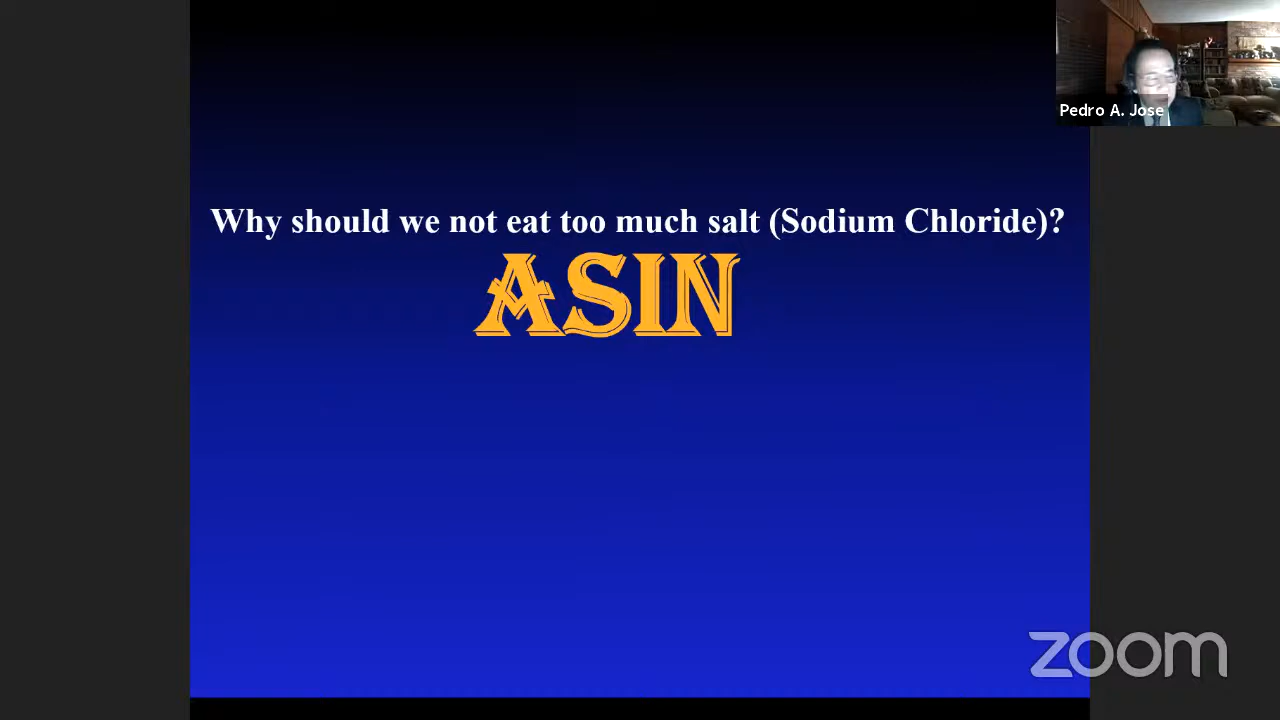 Pedro A. Jose
Why should we not eat too much salt (Sodium Chloride)?
ASIN
zoom